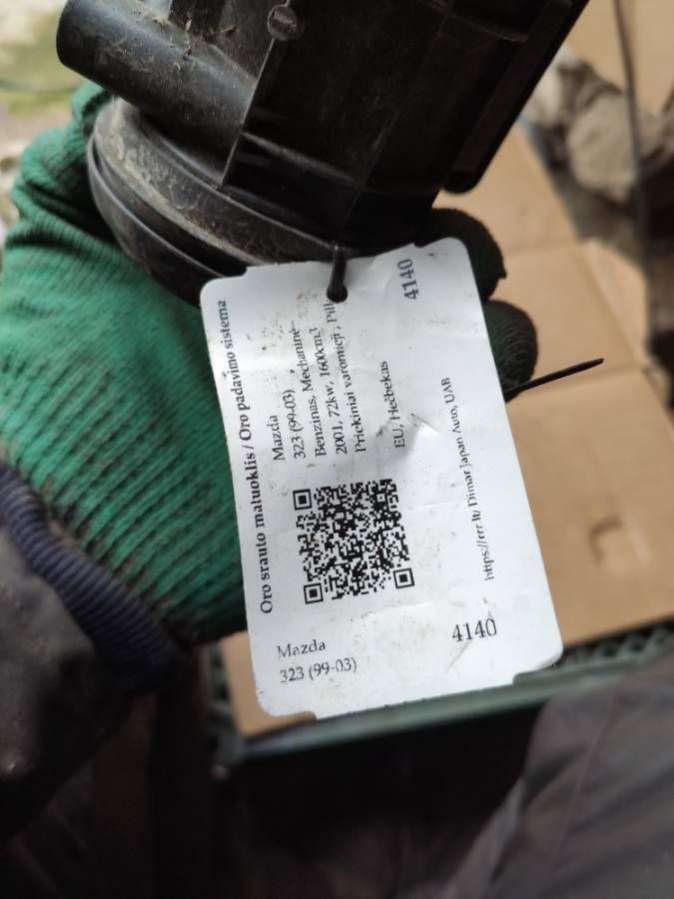 Oro srauto matuoklis / Oro padavimo sistema
Mazda
323 (99-03)
Benzinas, Mechaninė
2001, 72kw, 1600cm3
Priekiniai varomieji,
EU, Hečbekas
4140
https://rrr.lt/ Dimar Japan Auto, UAB
Mazda
323 (99-03)
4140